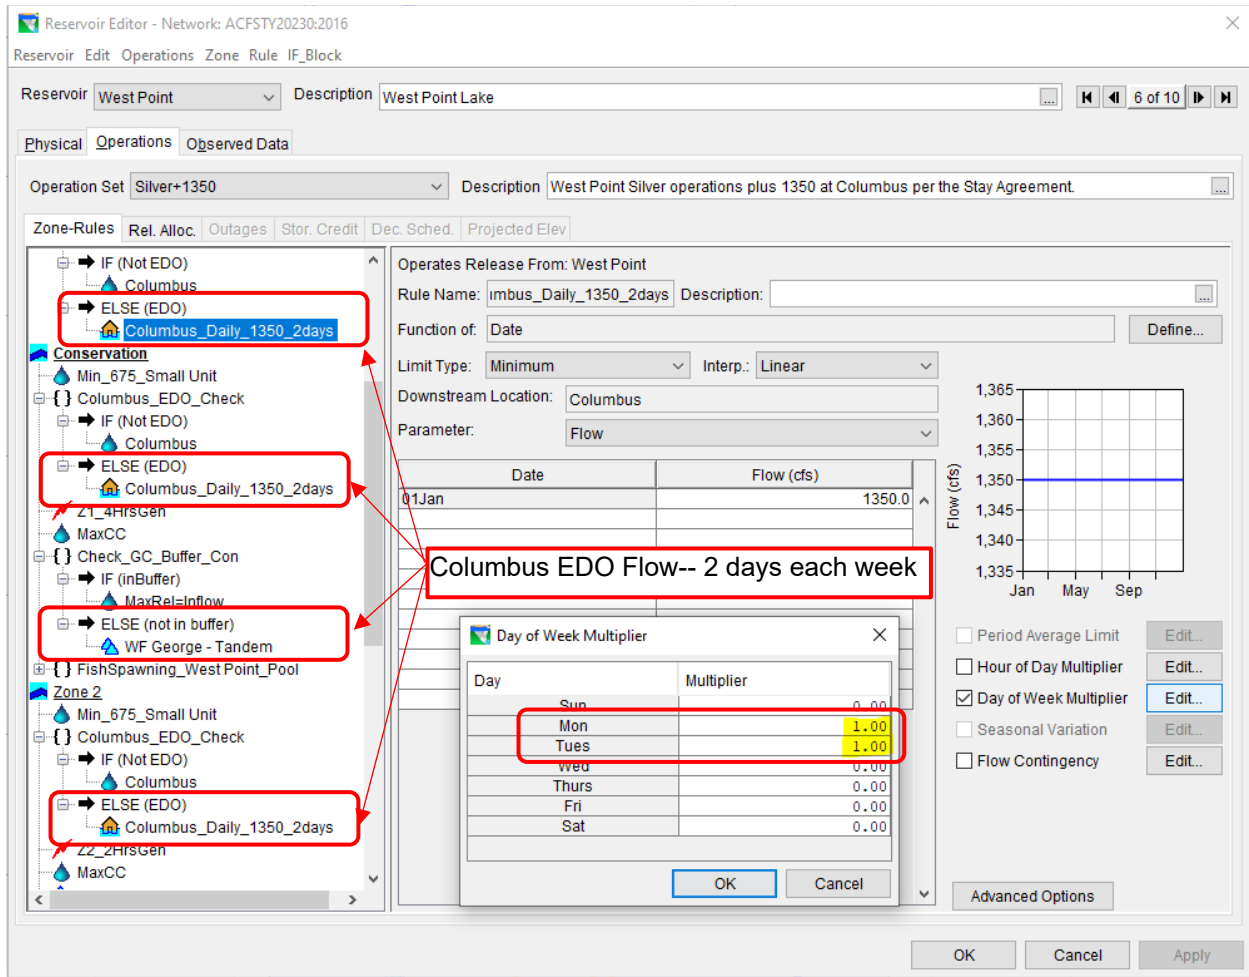 Reservoir Editor - Network: ACFSTY20230:2016
Reservoir Edit Operations Zone Rule IF_Block
Reservoir West Point Description West Point Lake ... 6 of 10
Physical Operations Observed Data
Operation Set Silver+1350 Description West Point Silver operations plus 1350 at Columbus per the Stay Agreement. ...
Zone-Rules Rel. Alloc. Outages Stor. Credit Dec. Sched. Projected Elev
IF (Not EDO)
Columbus
ELSE (EDO)
Columbus_Daily_1350_2days
Conservation
Min_675_Small Unit
{ } Columbus_EDO_Check
IF (Not EDO)
Columbus
ELSE (EDO)
Columbus_Daily_1350_2days
Z1_4HrsGen
MaxCC
{ } Check_GC_Buffer_Con
IF (inBuffer)
MaxRel=Inflow
ELSE (not in buffer)
WF George - Tandem
{ } FishSpawning_West Point_Pool
Zone 2
Min_675_Small Unit
{ } Columbus_EDO_Check
IF (Not EDO)
Columbus
ELSE (EDO)
Columbus_Daily_1350_2days
Z2_2HrsGen
MaxCC
Operates Release From: West Point
Rule Name: ımbus_Daily_1350_2days Description: ...
Function of: Date Define...
Limit Type: Minimum Interp.: Linear
Downstream Location: Columbus
Parameter: Flow
Date Flow (cfs)
01Jan 1350.0
Columbus EDO Flow-- 2 days each week
1,365
1,360
1,355
1,350
1,345
1,340
1,335
Flow (cfs)
Jan May Sep
Period Average Limit Edit...
Hour of Day Multiplier Edit...
Day of Week Multiplier Edit...
Seasonal Variation Edit...
Flow Contingency Edit...
Advanced Options
Day of Week Multiplier
Day Multiplier
Sun 0.00
Mon 1.00
Tues 1.00
Wed 0.00
Thurs 0.00
Fri 0.00
Sat 0.00
OK Cancel
OK Cancel Apply